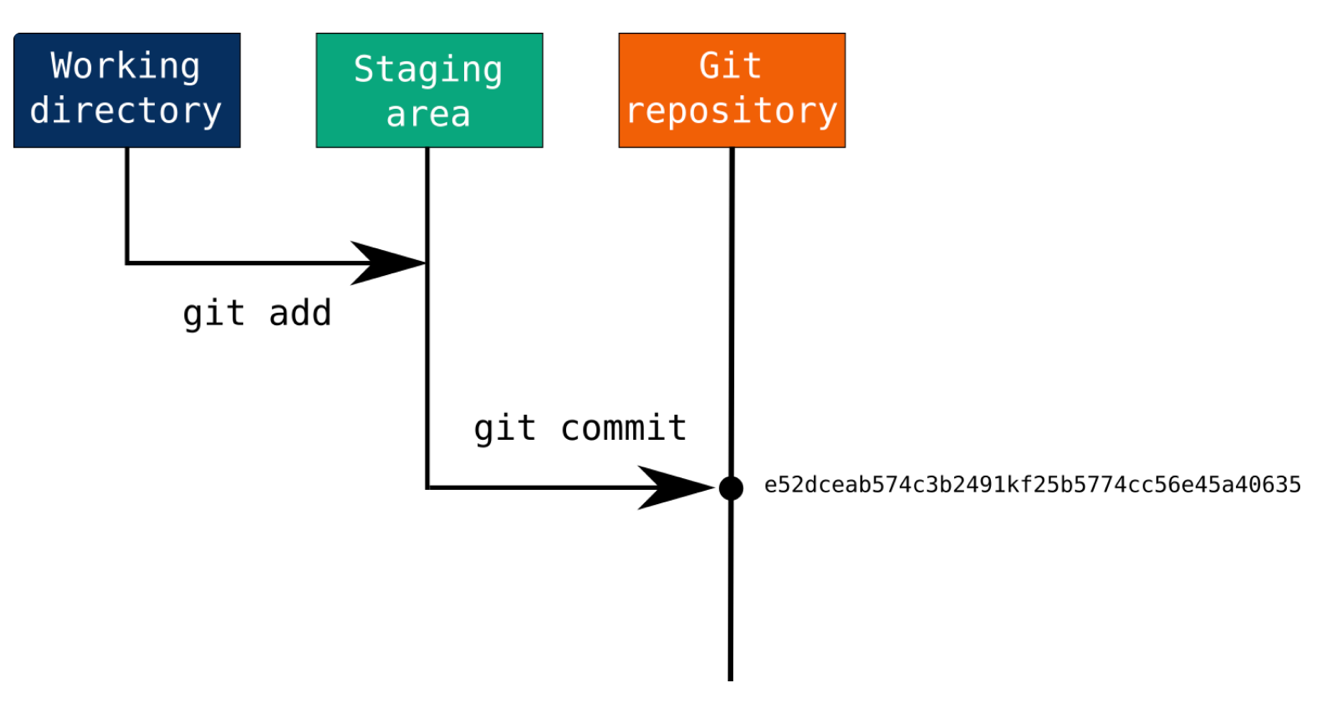 Working
directory
Staging
area
Git
repository
git add
git commit
e52dceab574c3b2491kf25b5774cc56e45a40635